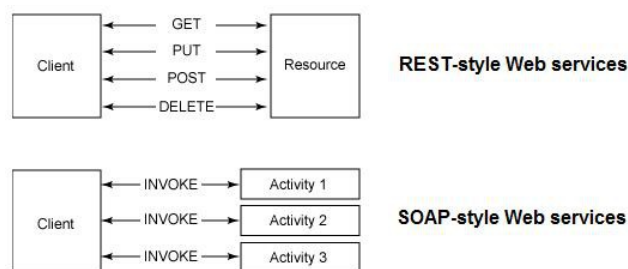 GET
PUT
Client
Resource
REST-style Web services
POST
DELETE
INVOKE
Activity 1
Client
INVOKE
Activity 2
SOAP-style Web services
INVOKE
Activity 3